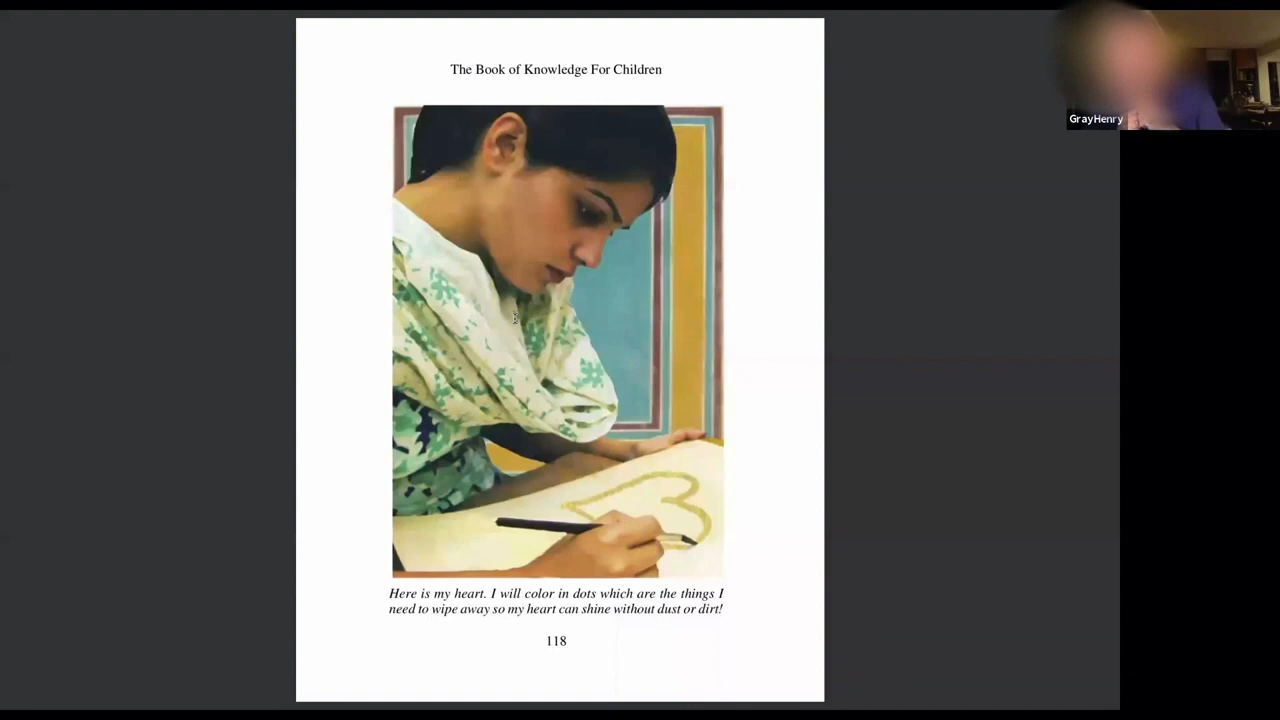 The Book of Knowledge For Children
GrayHenry
Here is my heart. I will color in dots which are the things I
need to wipe away so my heart can shine without dust or dirt!
118